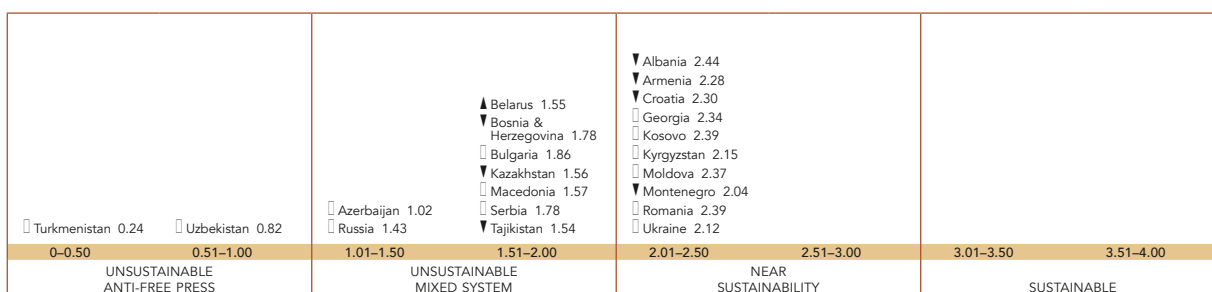 Turkmenistan 0.24
Uzbekistan 0.82
0–0.50
0.51–1.00
UNSUSTAINABLE
ANTI-FREE PRESS
Azerbaijan 1.02
Russia 1.43
▲ Belarus 1.55
▼ Bosnia &
Herzegovina 1.78
Bulgaria 1.86
▼ Kazakhstan 1.56
Macedonia 1.57
Serbia 1.78
▼ Tajikistan 1.54
1.01–1.50
1.51–2.00
UNSUSTAINABLE
MIXED SYSTEM
▼ Albania 2.44
▼ Armenia 2.28
▼ Croatia 2.30
Georgia 2.34
Kosovo 2.39
Kyrgyzstan 2.15
Moldova 2.37
▼ Montenegro 2.04
Romania 2.39
Ukraine 2.12
2.01–2.50
2.51–3.00
NEAR
SUSTAINABILITY
3.01–3.50
3.51–4.00
SUSTAINABLE